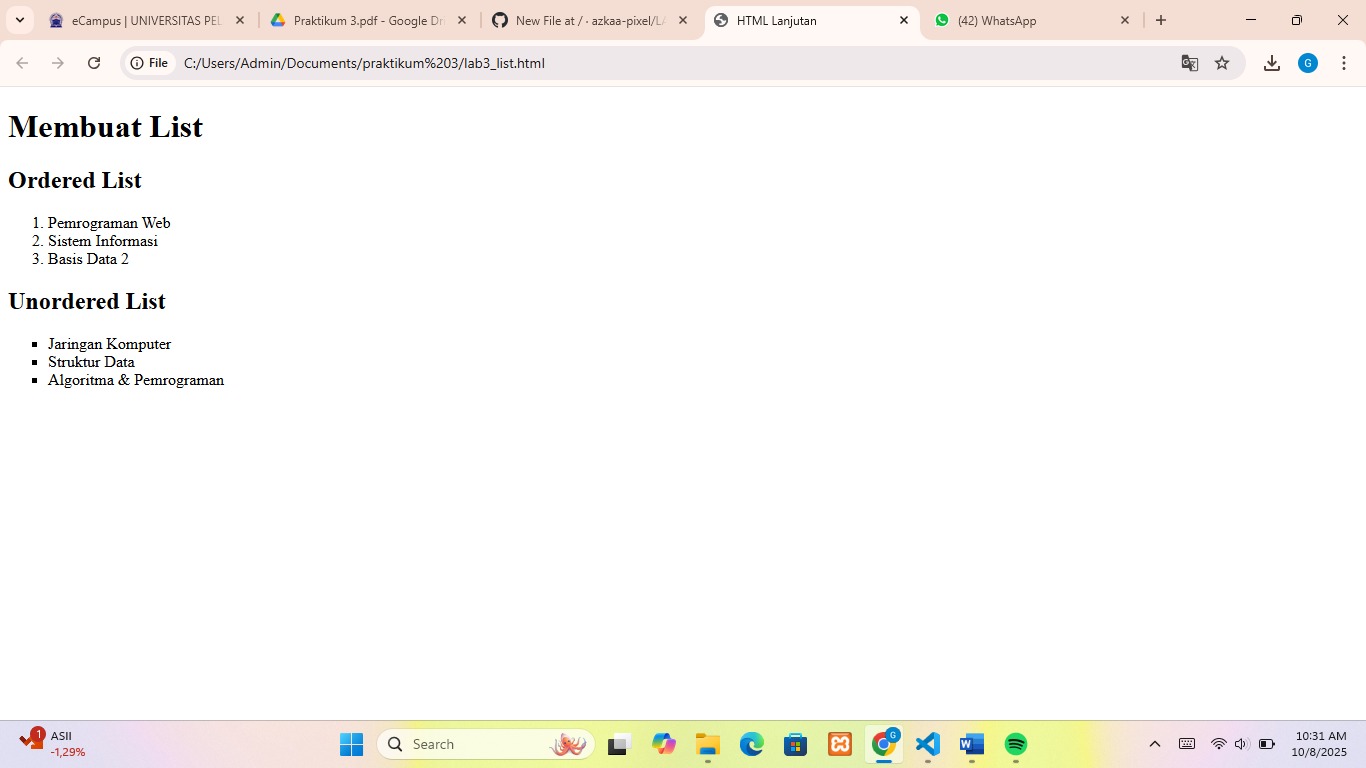 eCampus | UNIVERSITAS PEL
Praktikum 3.pdf - Google Dri
New File at / · azkaa-pixel/LA
HTML Lanjutan
(42) WhatsApp
File
C:/Users/Admin/Documents/praktikum%203/lab3_list.html
G
Membuat List
Ordered List
1. Pemrograman Web
2. Sistem Informasi
3. Basis Data 2
Unordered List
▪ Jaringan Komputer
▪ Struktur Data
▪ Algoritma & Pemrograman
1
ASII
-1,29%
Search
G
10:31 AM
10/8/2025